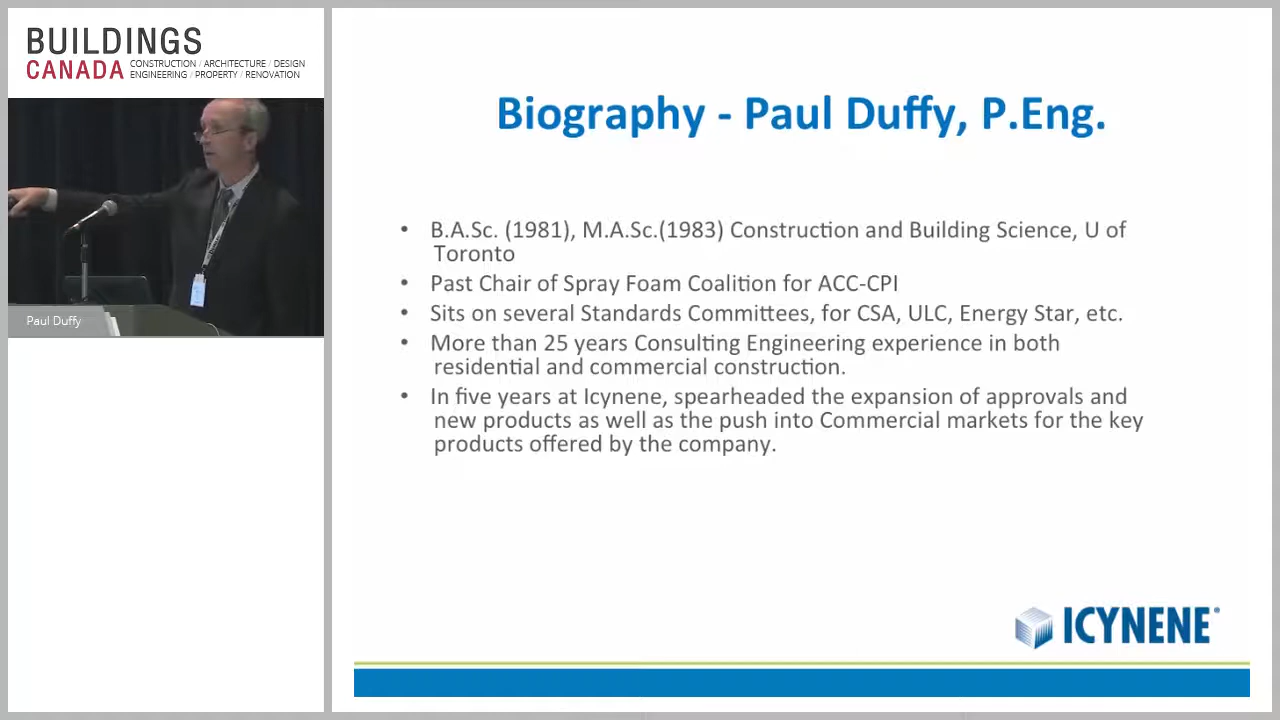 BUILDINGS
CANADA CONSTRUCTION / ARCHITECTURE / DESIGN
ENGINEERING / PROPERTY / RENOVATION
Paul Duffy
Biography - Paul Duffy, P.Eng.
• B.A.Sc. (1981), M.A.Sc.(1983) Construction and Building Science, U of
Toronto
• Past Chair of Spray Foam Coalition for ACC-CPI
• Sits on several Standards Committees, for CSA, ULC, Energy Star, etc.
• More than 25 years Consulting Engineering experience in both
residential and commercial construction.
• In five years at Icynene, spearheaded the expansion of approvals and
new products as well as the push into Commercial markets for the key
products offered by the company.
ICYNENE®